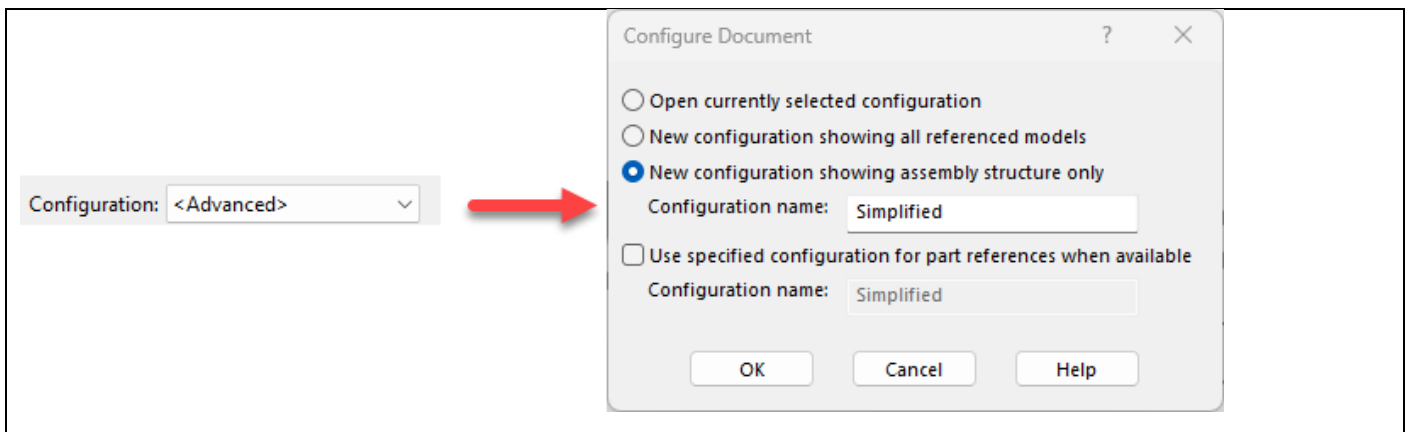 Configure Document ?
Open currently selected configuration
New configuration showing all referenced models
New configuration showing assembly structure only
Configuration: <Advanced>
Configuration name: Simplified
Use specified configuration for part references when available
Configuration name: Simplified
OK Cancel Help